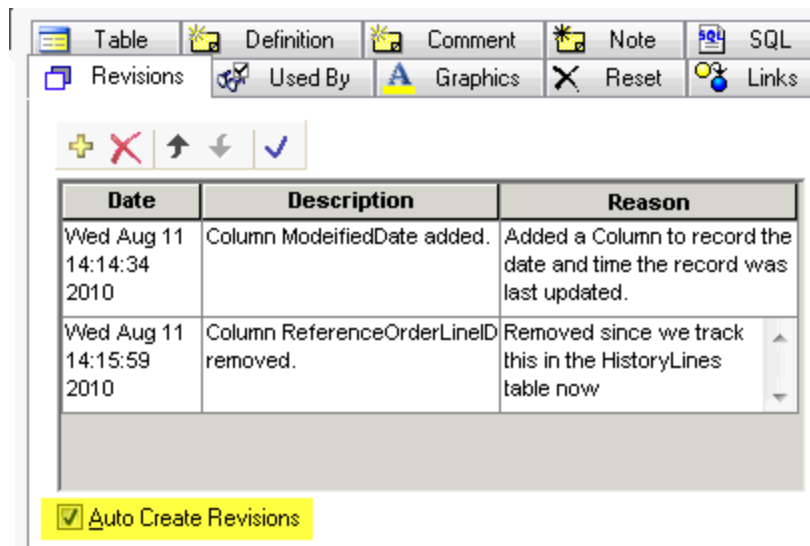 Table Definition Comment Note SQL
Revisions Used By Graphics Reset Links
Date Description Reason
Wed Aug 11 Column ModeifiedDate added. Added a Column to record the
14:14:34 date and time the record was
2010 last updated.
Wed Aug 11 Column ReferenceOrderLineID Removed since we track
14:15:59 removed. this in the HistoryLines
2010 table now
Auto Create Revisions